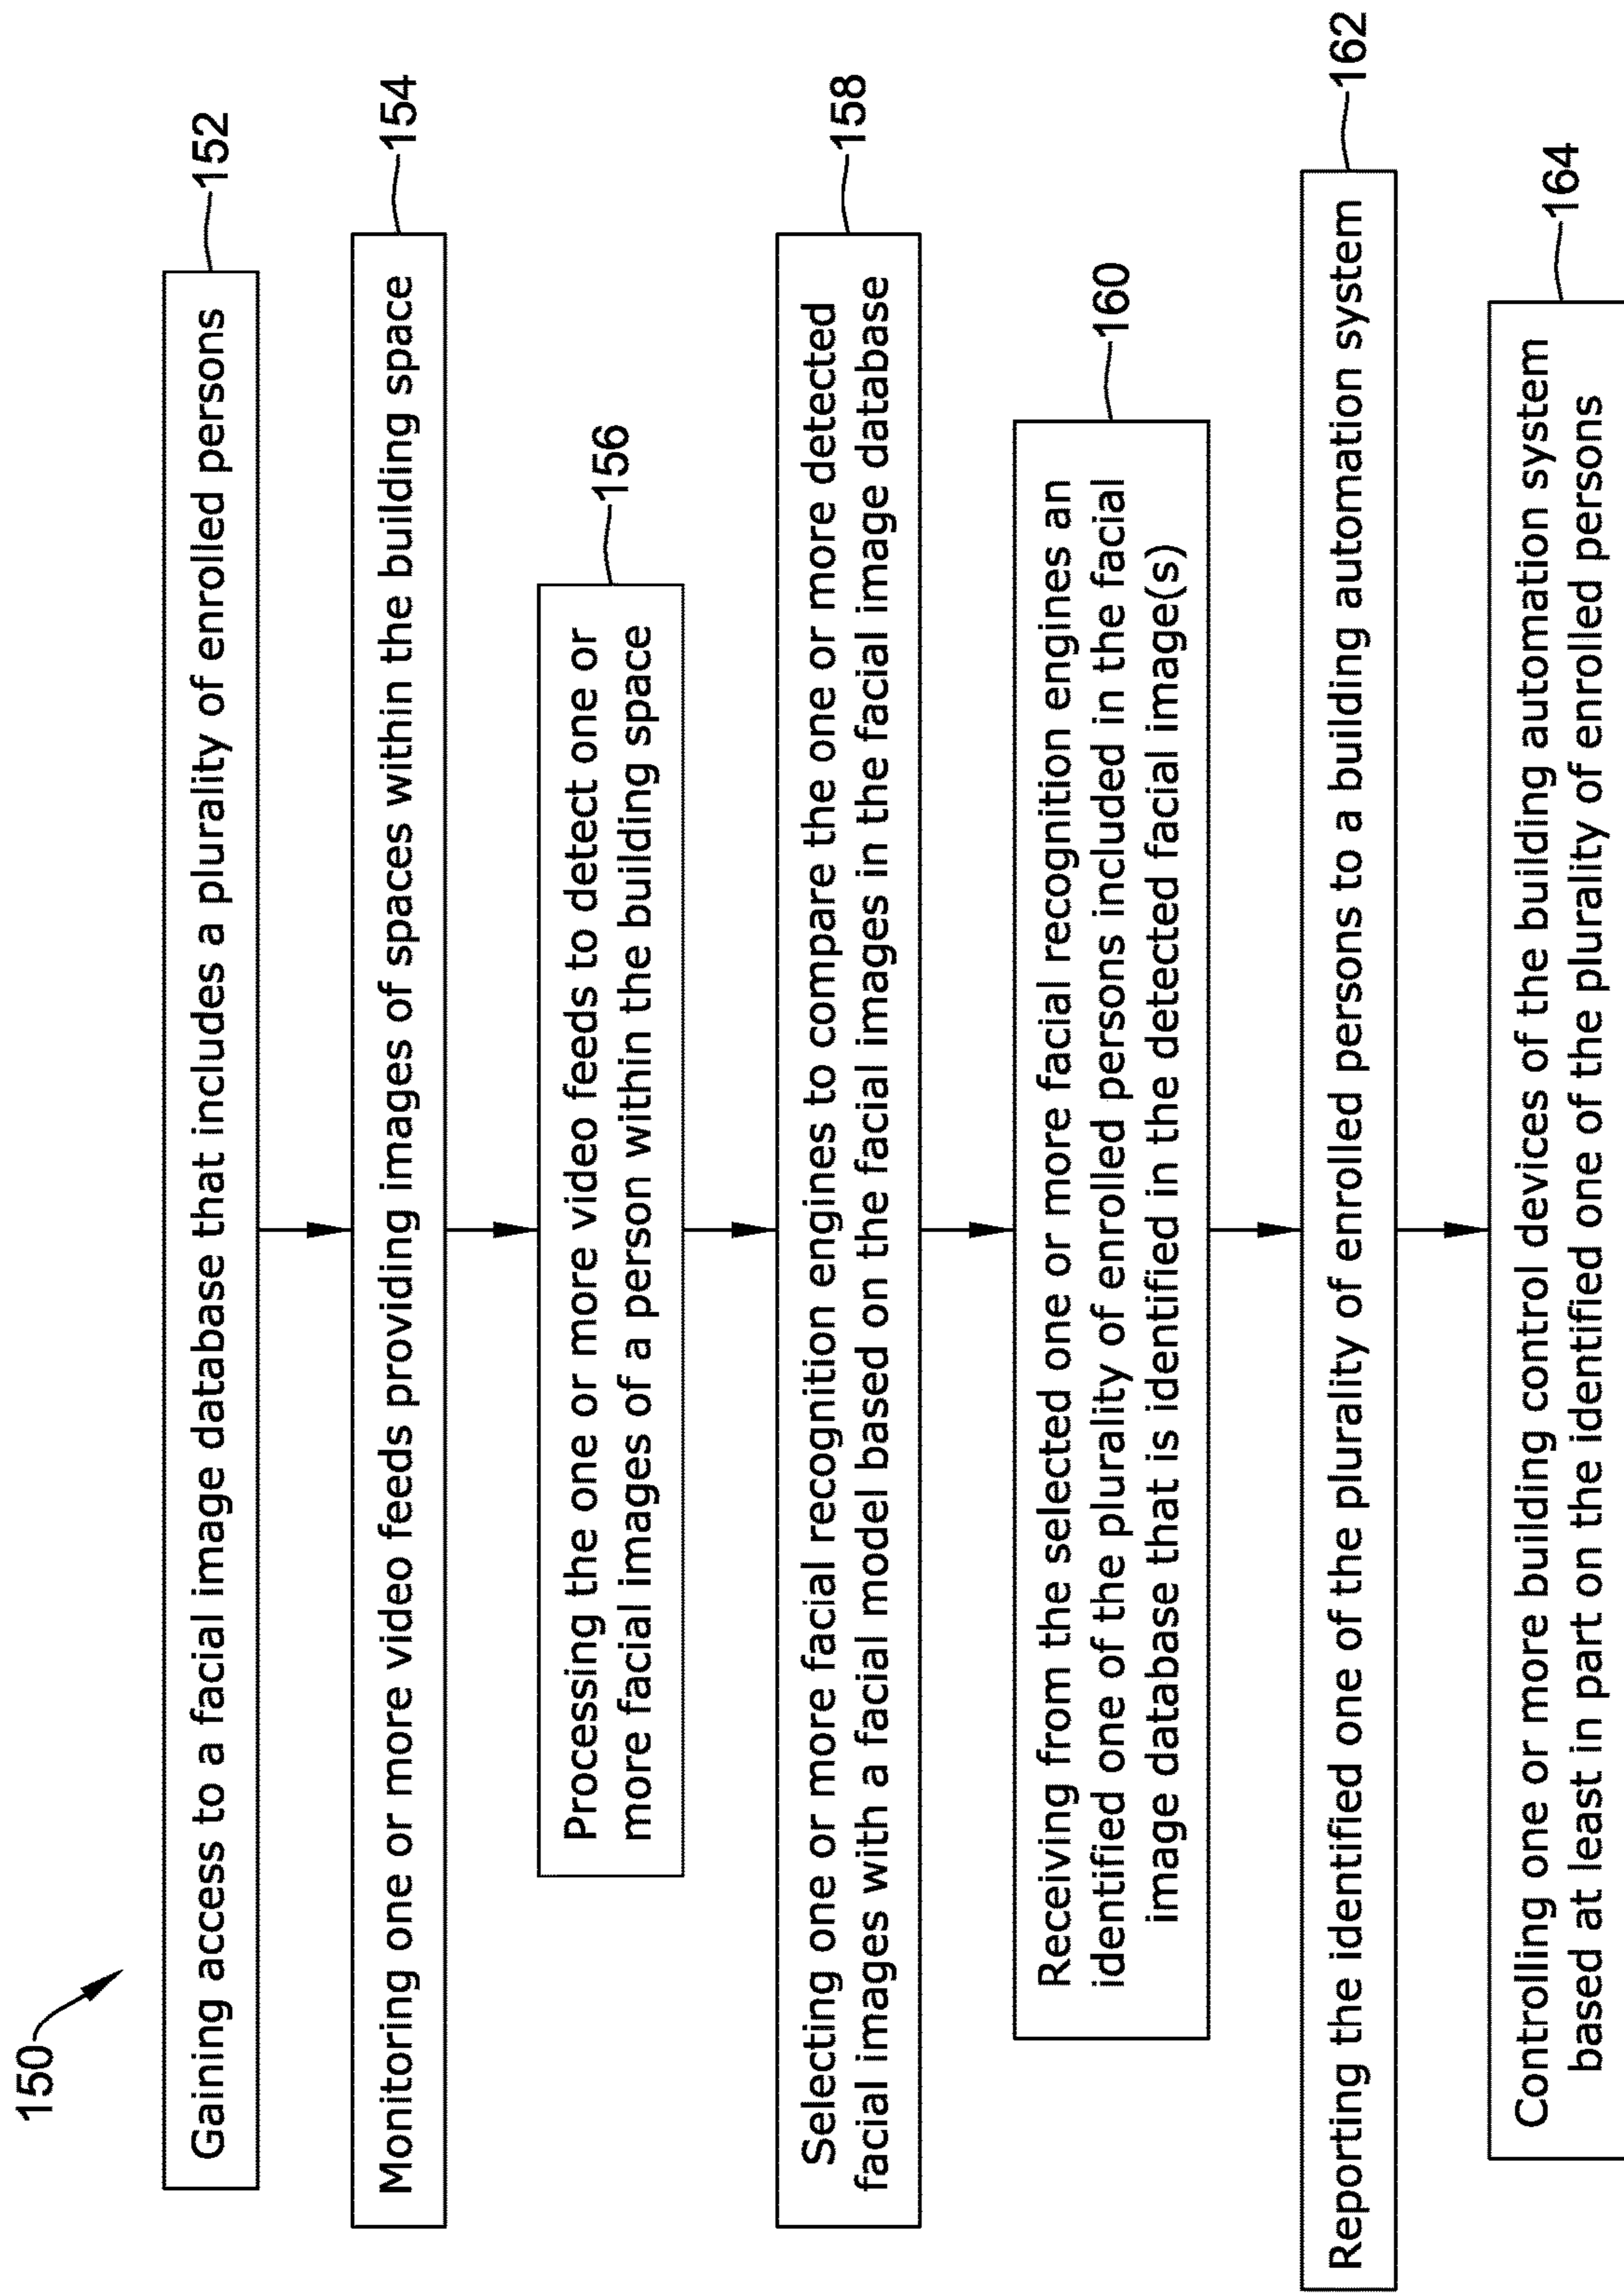 150
Gaining access to a facial image database that includes a plurality of enrolled persons
152
Monitoring one or more video feeds providing images of spaces within the building space
154
Processing the one or more video feeds to detect one or
more facial images of a person within the building space
156
Selecting one or more facial recognition engines to compare the one or more detected
facial images with a facial model based on the facial images in the facial image database
158
Receiving from the selected one or more facial recognition engines an
identified one of the plurality of enrolled persons included in the facial
image database that is identified in the detected facial image(s)
160
Reporting the identified one of the plurality of enrolled persons to a building automation system
162
Controlling one or more building control devices of the building automation system
based at least in part on the identified one of the plurality of enrolled persons
164